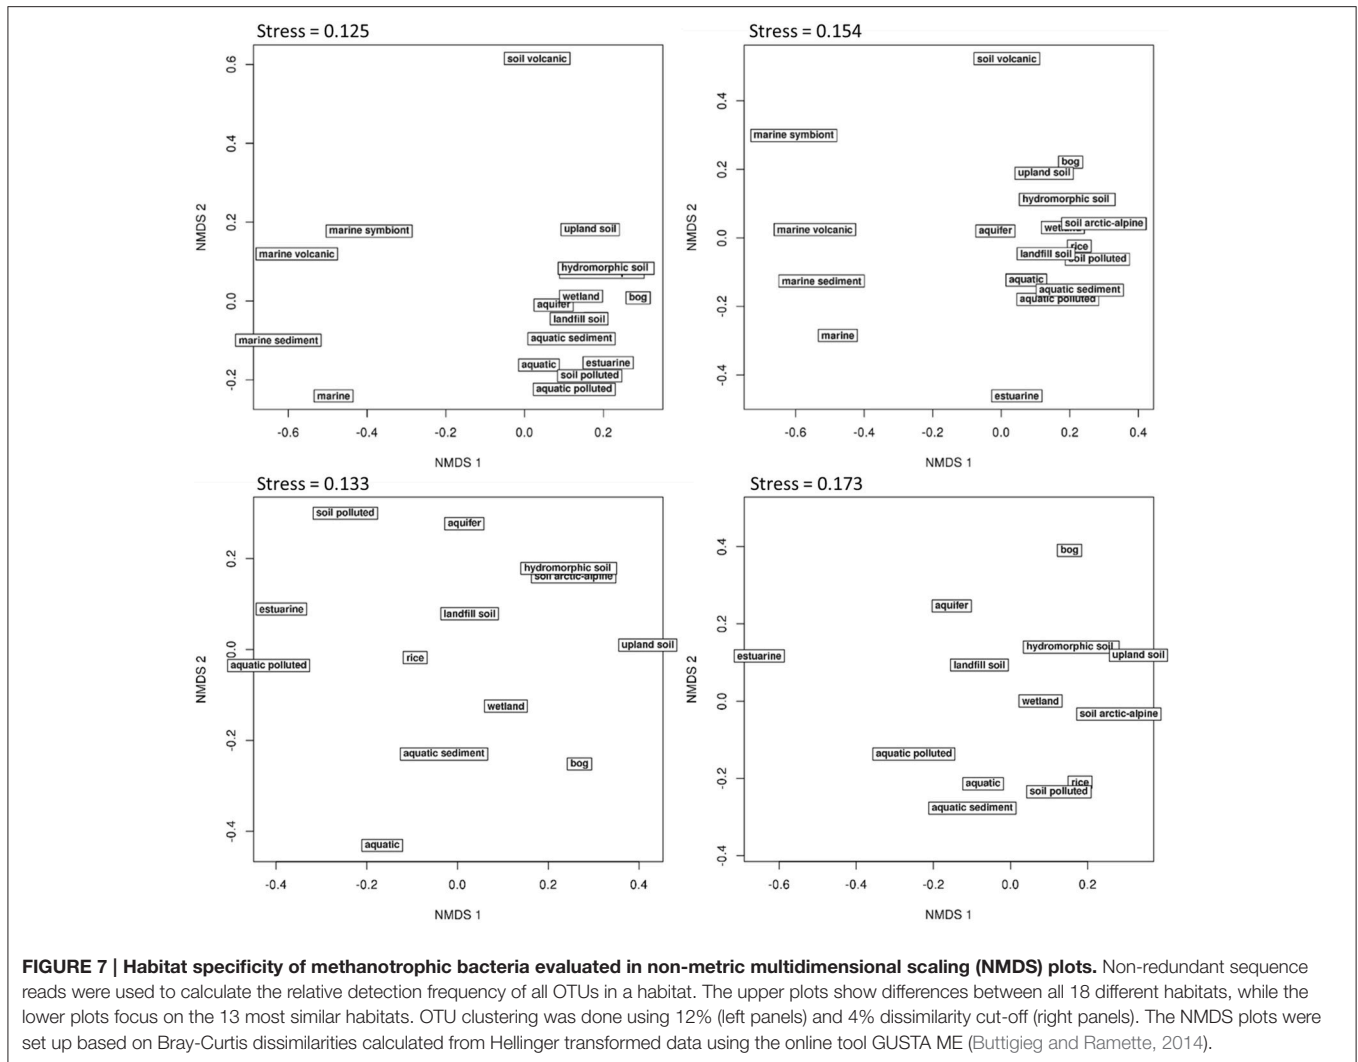 Stress = 0.125
0.6
0.4
0.2
0.0
-0.2
NMDS 2
soil volcanic
marine symbiont
upland soil
marine volcanic
hydromorphic soil
wetland
bog
aquifer
landfill soil
marine sediment
aquatic sediment
aquatic
estuarine
soil polluted
aquatic polluted
marine
-0.6
-0.4
-0.2
0.0
0.2
NMDS 1
Stress = 0.154
0.4
0.2
0.0
-0.2
-0.4
NMDS 2
soil volcanic
marine symbiont
bog
upland soil
hydromorphic soil
soil arctic-alpine
marine volcanic
aquifer
rice
landfill soil
soil polluted
marine sediment
aquatic
aquatic sediment
aquatic polluted
marine
estuarine
-0.6
-0.4
-0.2
0.0
0.2
0.4
NMDS 1
Stress = 0.133
0.2
0.0
-0.2
-0.4
NMDS 2
soil polluted
aquifer
hydromorphic soil
soil arctic-alpine
estuarine
landfill soil
upland soil
rice
aquatic polluted
wetland
aquatic sediment
bog
aquatic
-0.4
-0.2
0.0
0.2
0.4
NMDS 1
Stress = 0.173
0.4
0.2
0.0
-0.2
-0.4
NMDS 2
bog
aquifer
hydromorphic soil
estuarine
upland soil
landfill soil
wetland
soil arctic-alpine
aquatic polluted
aquatic
rice
soil polluted
aquatic sediment
-0.6
-0.4
-0.2
0.0
0.2
NMDS 1
FIGURE 7 | Habitat specificity of methanotrophic bacteria evaluated in non-metric multidimensional scaling (NMDS) plots. Non-redundant sequence
reads were used to calculate the relative detection frequency of all OTUs in a habitat. The upper plots show differences between all 18 different habitats, while the
lower plots focus on the 13 most similar habitats. OTU clustering was done using 12% (left panels) and 4% dissimilarity cut-off (right panels). The NMDS plots were
set up based on Bray-Curtis dissimilarities calculated from Hellinger transformed data using the online tool GUSTA ME (Buttigieg and Ramette, 2014).